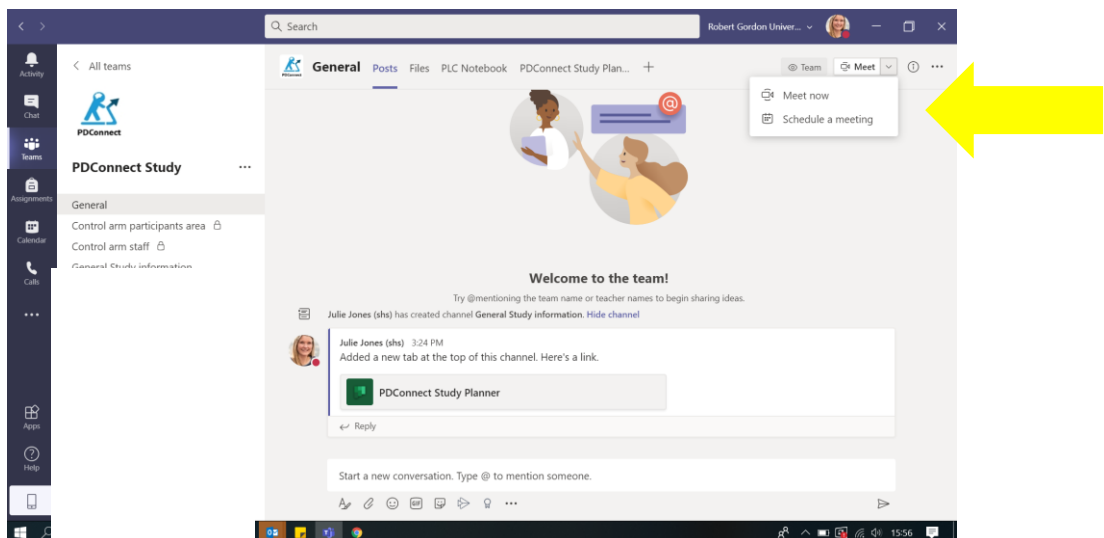 Search
Robert Gordon Univer...
Activity
Chat
Teams
Assignments
Calendar
Calls
Apps
Help
All teams
PDConnect
PDConnect Study
General
Control arm participants area
Control arm staff
General Study information
PDConnect
General Posts Files PLC Notebook PDConnect Study Plan...
Team Meet
Meet now
Schedule a meeting
@
Welcome to the team!
Try @mentioning the team name or teacher names to begin sharing ideas.
Julie Jones (shs) has created channel General Study information. Hide channel
Julie Jones (shs) 3:24 PM
Added a new tab at the top of this channel. Here's a link.
PDConnect Study Planner
Reply
Start a new conversation. Type @ to mention someone.
GIF
15:56